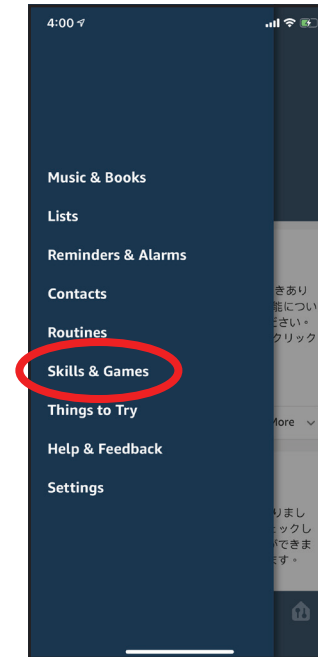 4:00
Music & Books
Lists
Reminders & Alarms
Contacts
きあり
能につい
ださい。
クリック
Routines
Skills & Games
Things to Try
More
Help & Feedback
Settings
りまし
ェックし
ができま
ます。